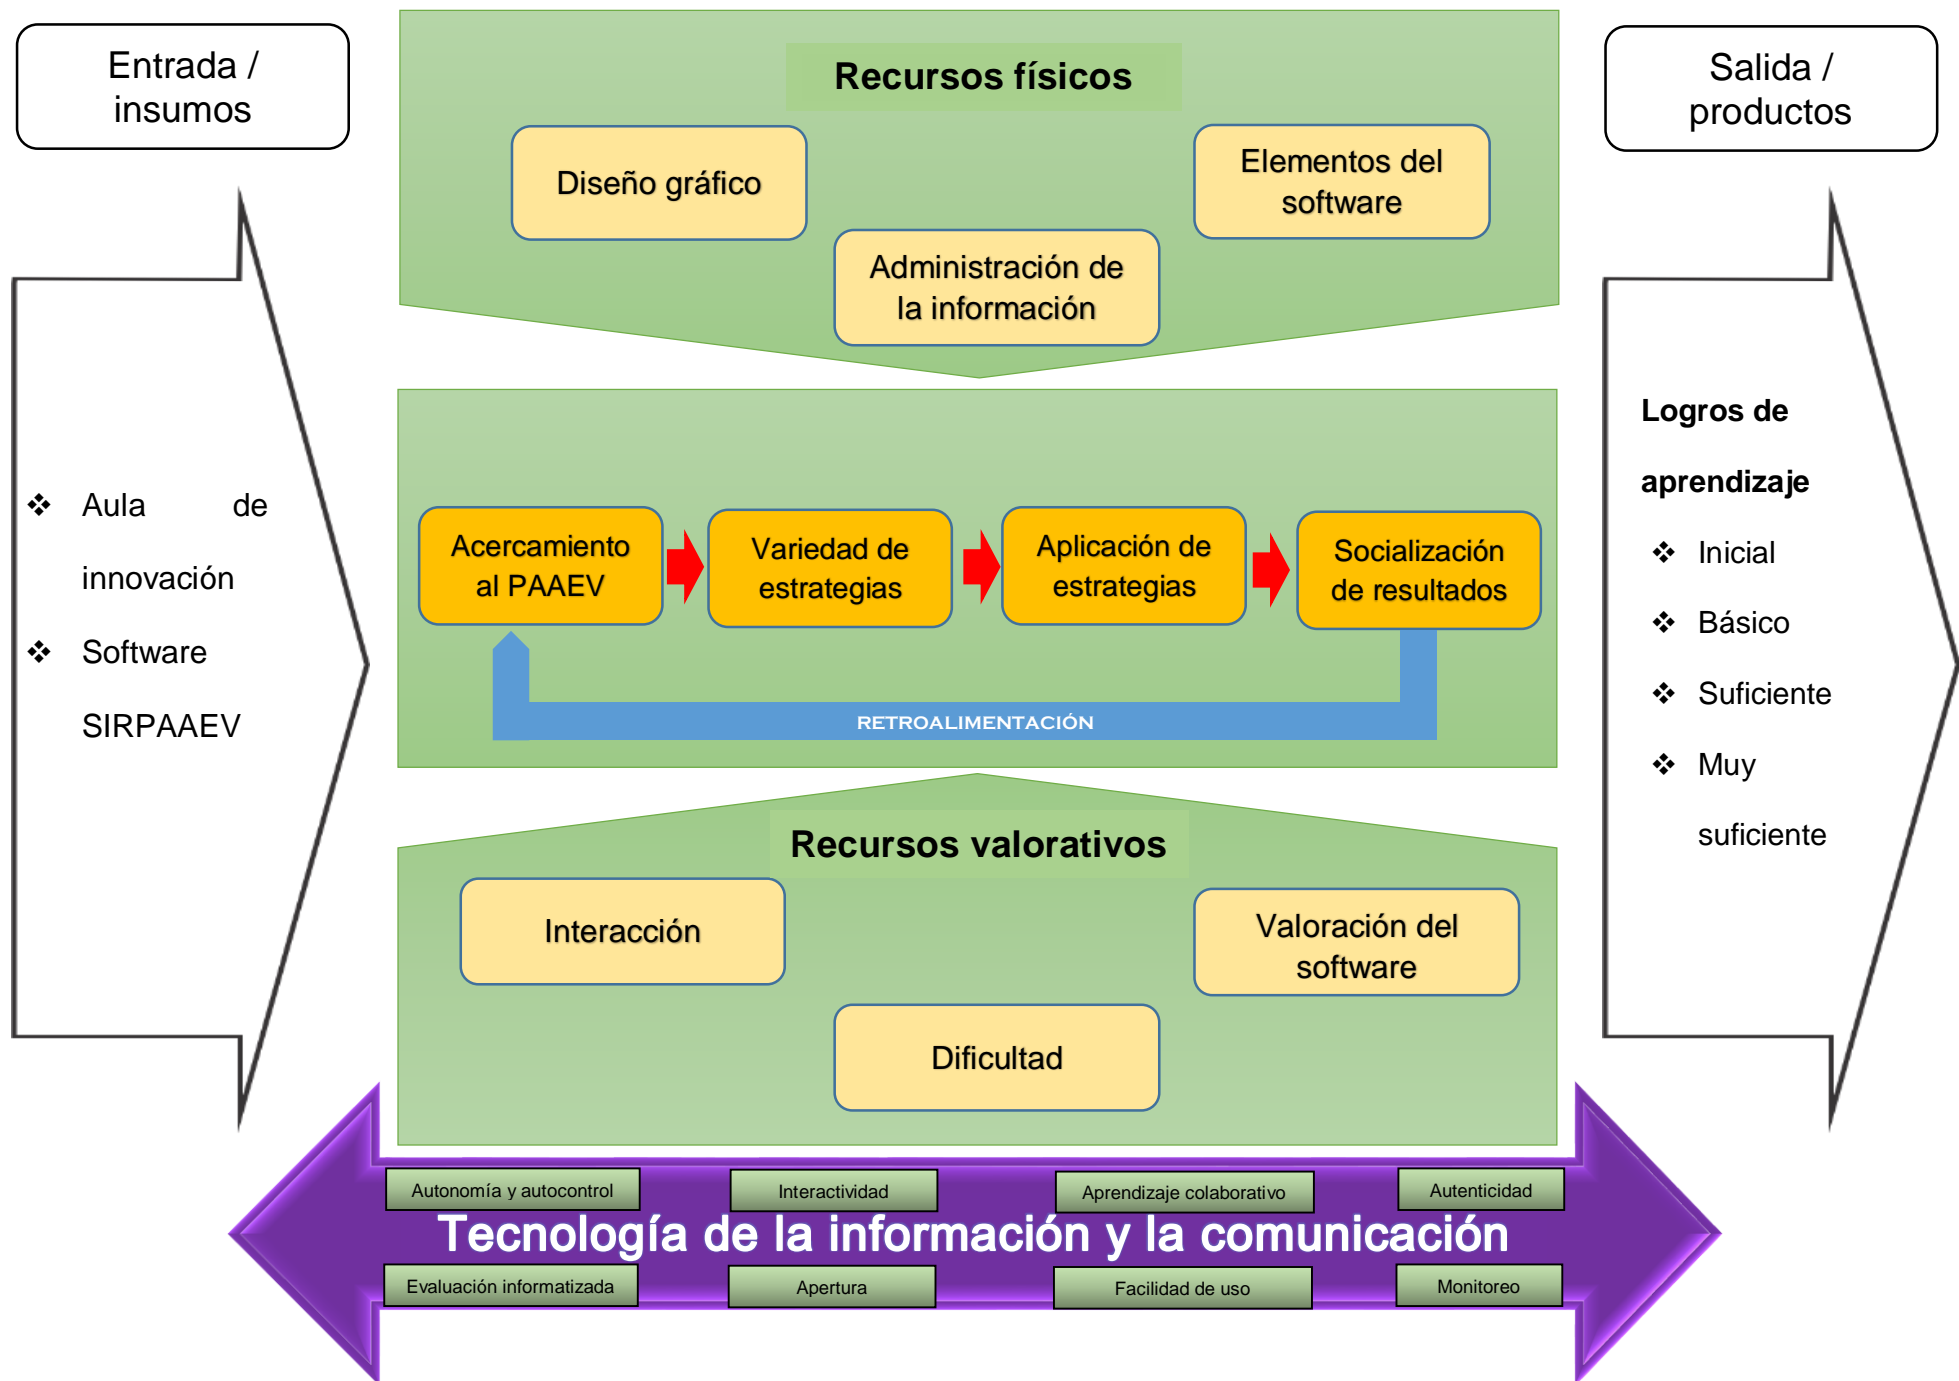 Entrada /
insumos
Recursos físicos
Diseño gráfico
Administración de
la información
Elementos del
software
Salida /
productos
❖ Aula de
innovación
❖ Software
SIRPAAEV
Acercamiento
al PAAEV
Variedad de
estrategias
Aplicación de
estrategias
Socialización
de resultados
RETROALIMENTACIÓN
Logros de
aprendizaje
❖ Inicial
❖ Básico
❖ Suficiente
❖ Muy
suficiente
Recursos valorativos
Interacción
Dificultad
Valoración del
software
Autonomía y autocontrol
Interactividad
Aprendizaje colaborativo
Autenticidad
Tecnología de la información y la comunicación
Evaluación informatizada
Apertura
Facilidad de uso
Monitoreo